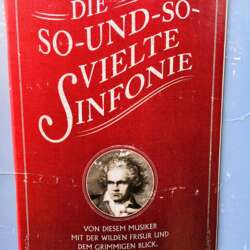 DIE
SO-UND-SO-
VIELTE
SINFONIE
VON DIESEM MUSIKER
MIT DER WILDEN FRISUR UND
DEM GRIMMIGEN BLICK.